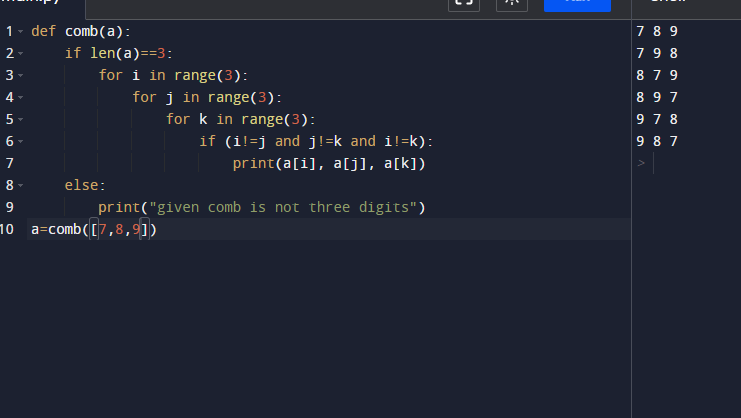 1 def comb(a):
2     if len(a)==3:
3         for i in range(3):
4             for j in range(3):
5                 for k in range(3):
6                     if (i!=j and j!=k and i!=k):
7                         print(a[i], a[j], a[k])
8     else:
9         print("given comb is not three digits")
10 a=comb([7,8,9])
7 8 9
7 9 8
8 7 9
8 9 7
9 7 8
9 8 7
>